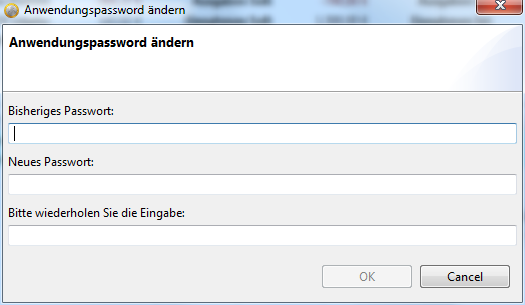 Anwendungspassword ändern
Anwendungspassword ändern
Bisheriges Passwort:
Neues Passwort:
Bitte wiederholen Sie die Eingabe:
OK
Cancel